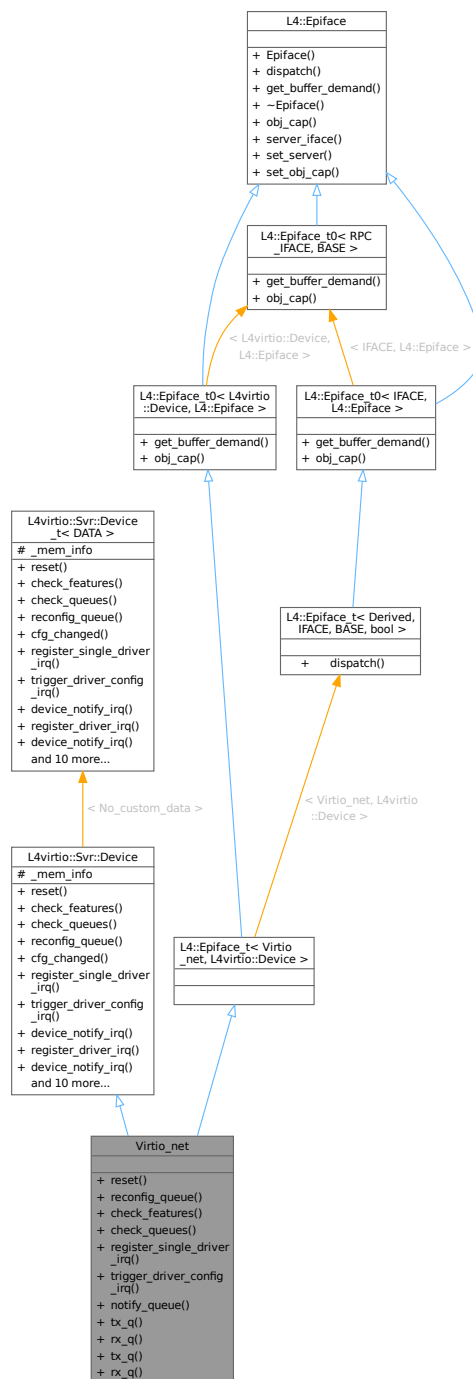 L4::Epiface
+ Epiface()
+ dispatch()
+ get_buffer_demand()
+ ~Epiface()
+ obj_cap()
+ server_iface()
+ set_server()
+ set_obj_cap()
L4::Epiface_t0< RPC
_IFACE, BASE >
+ get_buffer_demand()
+ obj_cap()
< L4virtio::Device,
L4::Epiface >
< IFACE, L4::Epiface >
L4::Epiface_t0< L4virtio
::Device, L4::Epiface >
+ get_buffer_demand()
+ obj_cap()
L4::Epiface_t0< IFACE,
L4::Epiface >
+ get_buffer_demand()
+ obj_cap()
L4virtio::Svr::Device
_t< DATA >
# _mem_info
+ reset()
+ check_features()
+ check_queues()
+ reconfig_queue()
+ cfg_changed()
+ register_single_driver
_irq()
+ trigger_driver_config
_irq()
+ device_notify_irq()
+ register_driver_irq()
+ device_notify_irq()
and 10 more...
L4::Epiface_t< Derived,
IFACE, BASE, bool >
+ dispatch()
< No_custom_data >
< Virtio_net, L4virtio
::Device >
L4virtio::Svr::Device
# _mem_info
+ reset()
+ check_features()
+ check_queues()
+ reconfig_queue()
+ cfg_changed()
+ register_single_driver
_irq()
+ trigger_driver_config
_irq()
+ device_notify_irq()
+ register_driver_irq()
+ device_notify_irq()
and 10 more...
L4::Epiface_t< Virtio
_net, L4virtio::Device >
Virtio_net
+ reset()
+ reconfig_queue()
+ check_features()
+ check_queues()
+ register_single_driver
_irq()
+ trigger_driver_config
_irq()
+ notify_queue()
+ tx_q()
+ rx_q()
+ tx_q()
+ rx_q()